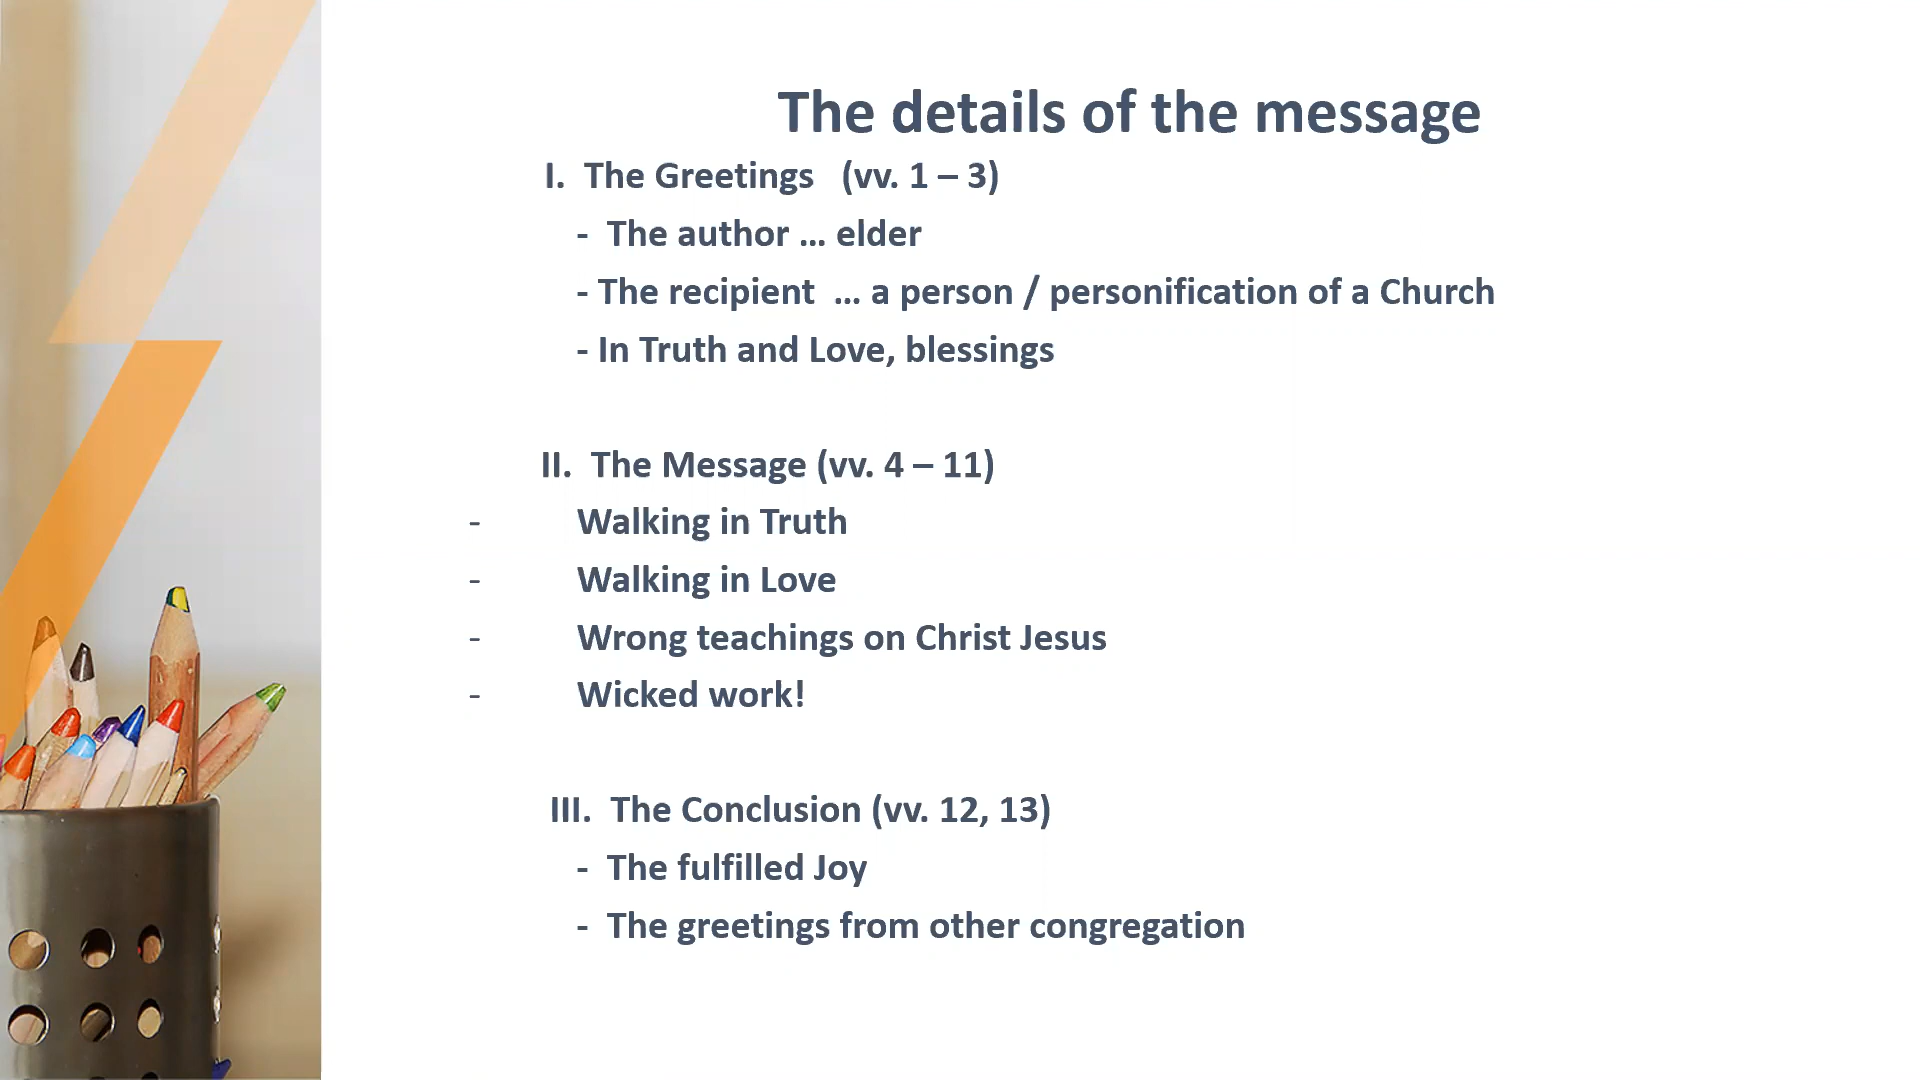 The details of the message
I. The Greetings (vv. 1 – 3)
- The author … elder
- The recipient … a person / personification of a Church
- In Truth and Love, blessings
II. The Message (vv. 4 – 11)
- Walking in Truth
- Walking in Love
- Wrong teachings on Christ Jesus
- Wicked work!
III. The Conclusion (vv. 12, 13)
- The fulfilled Joy
- The greetings from other congregation